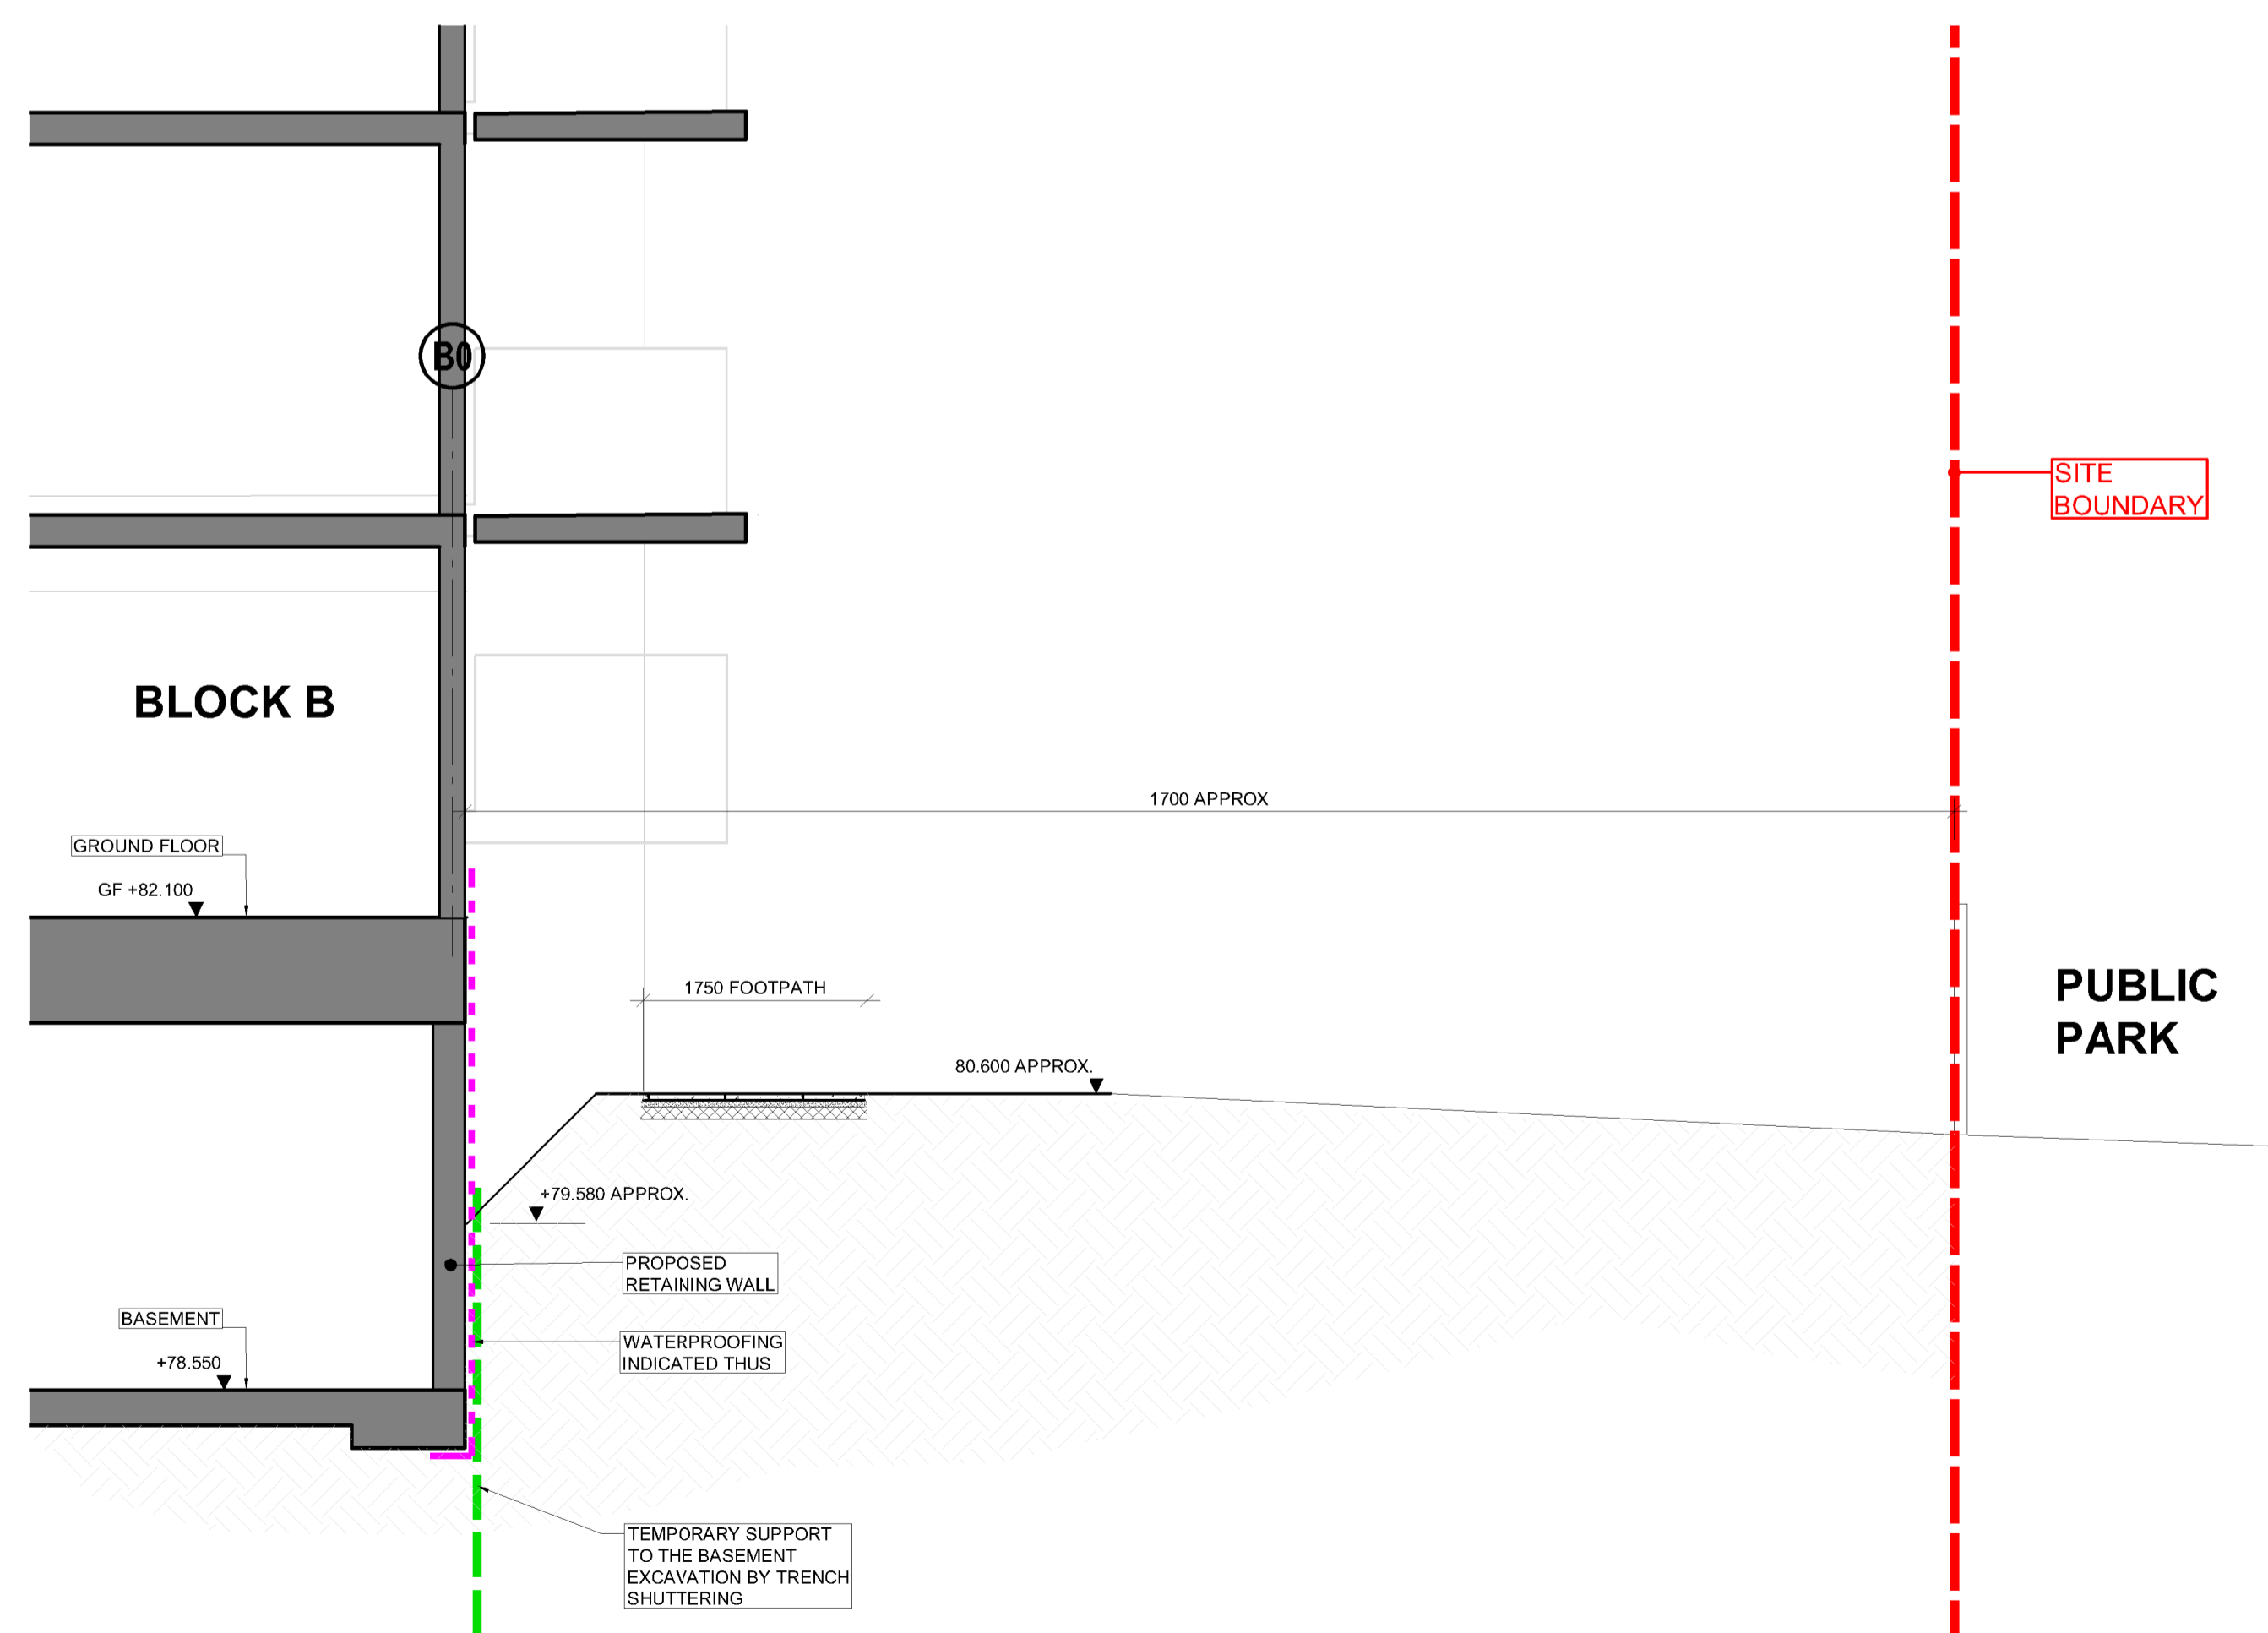 B0
SITE
BOUNDARY
BLOCK B
1700 APPROX
GROUND FLOOR
GF +82.100
1750 FOOTPATH
PUBLIC
PARK
80.600 APPROX.
+79.580 APPROX.
PROPOSED
RETAINING WALL
BASEMENT
+78.550
WATERPROOFING
INDICATED THUS
TEMPORARY SUPPORT
TO THE BASEMENT
EXCAVATION BY TRENCH
SHUTTERING